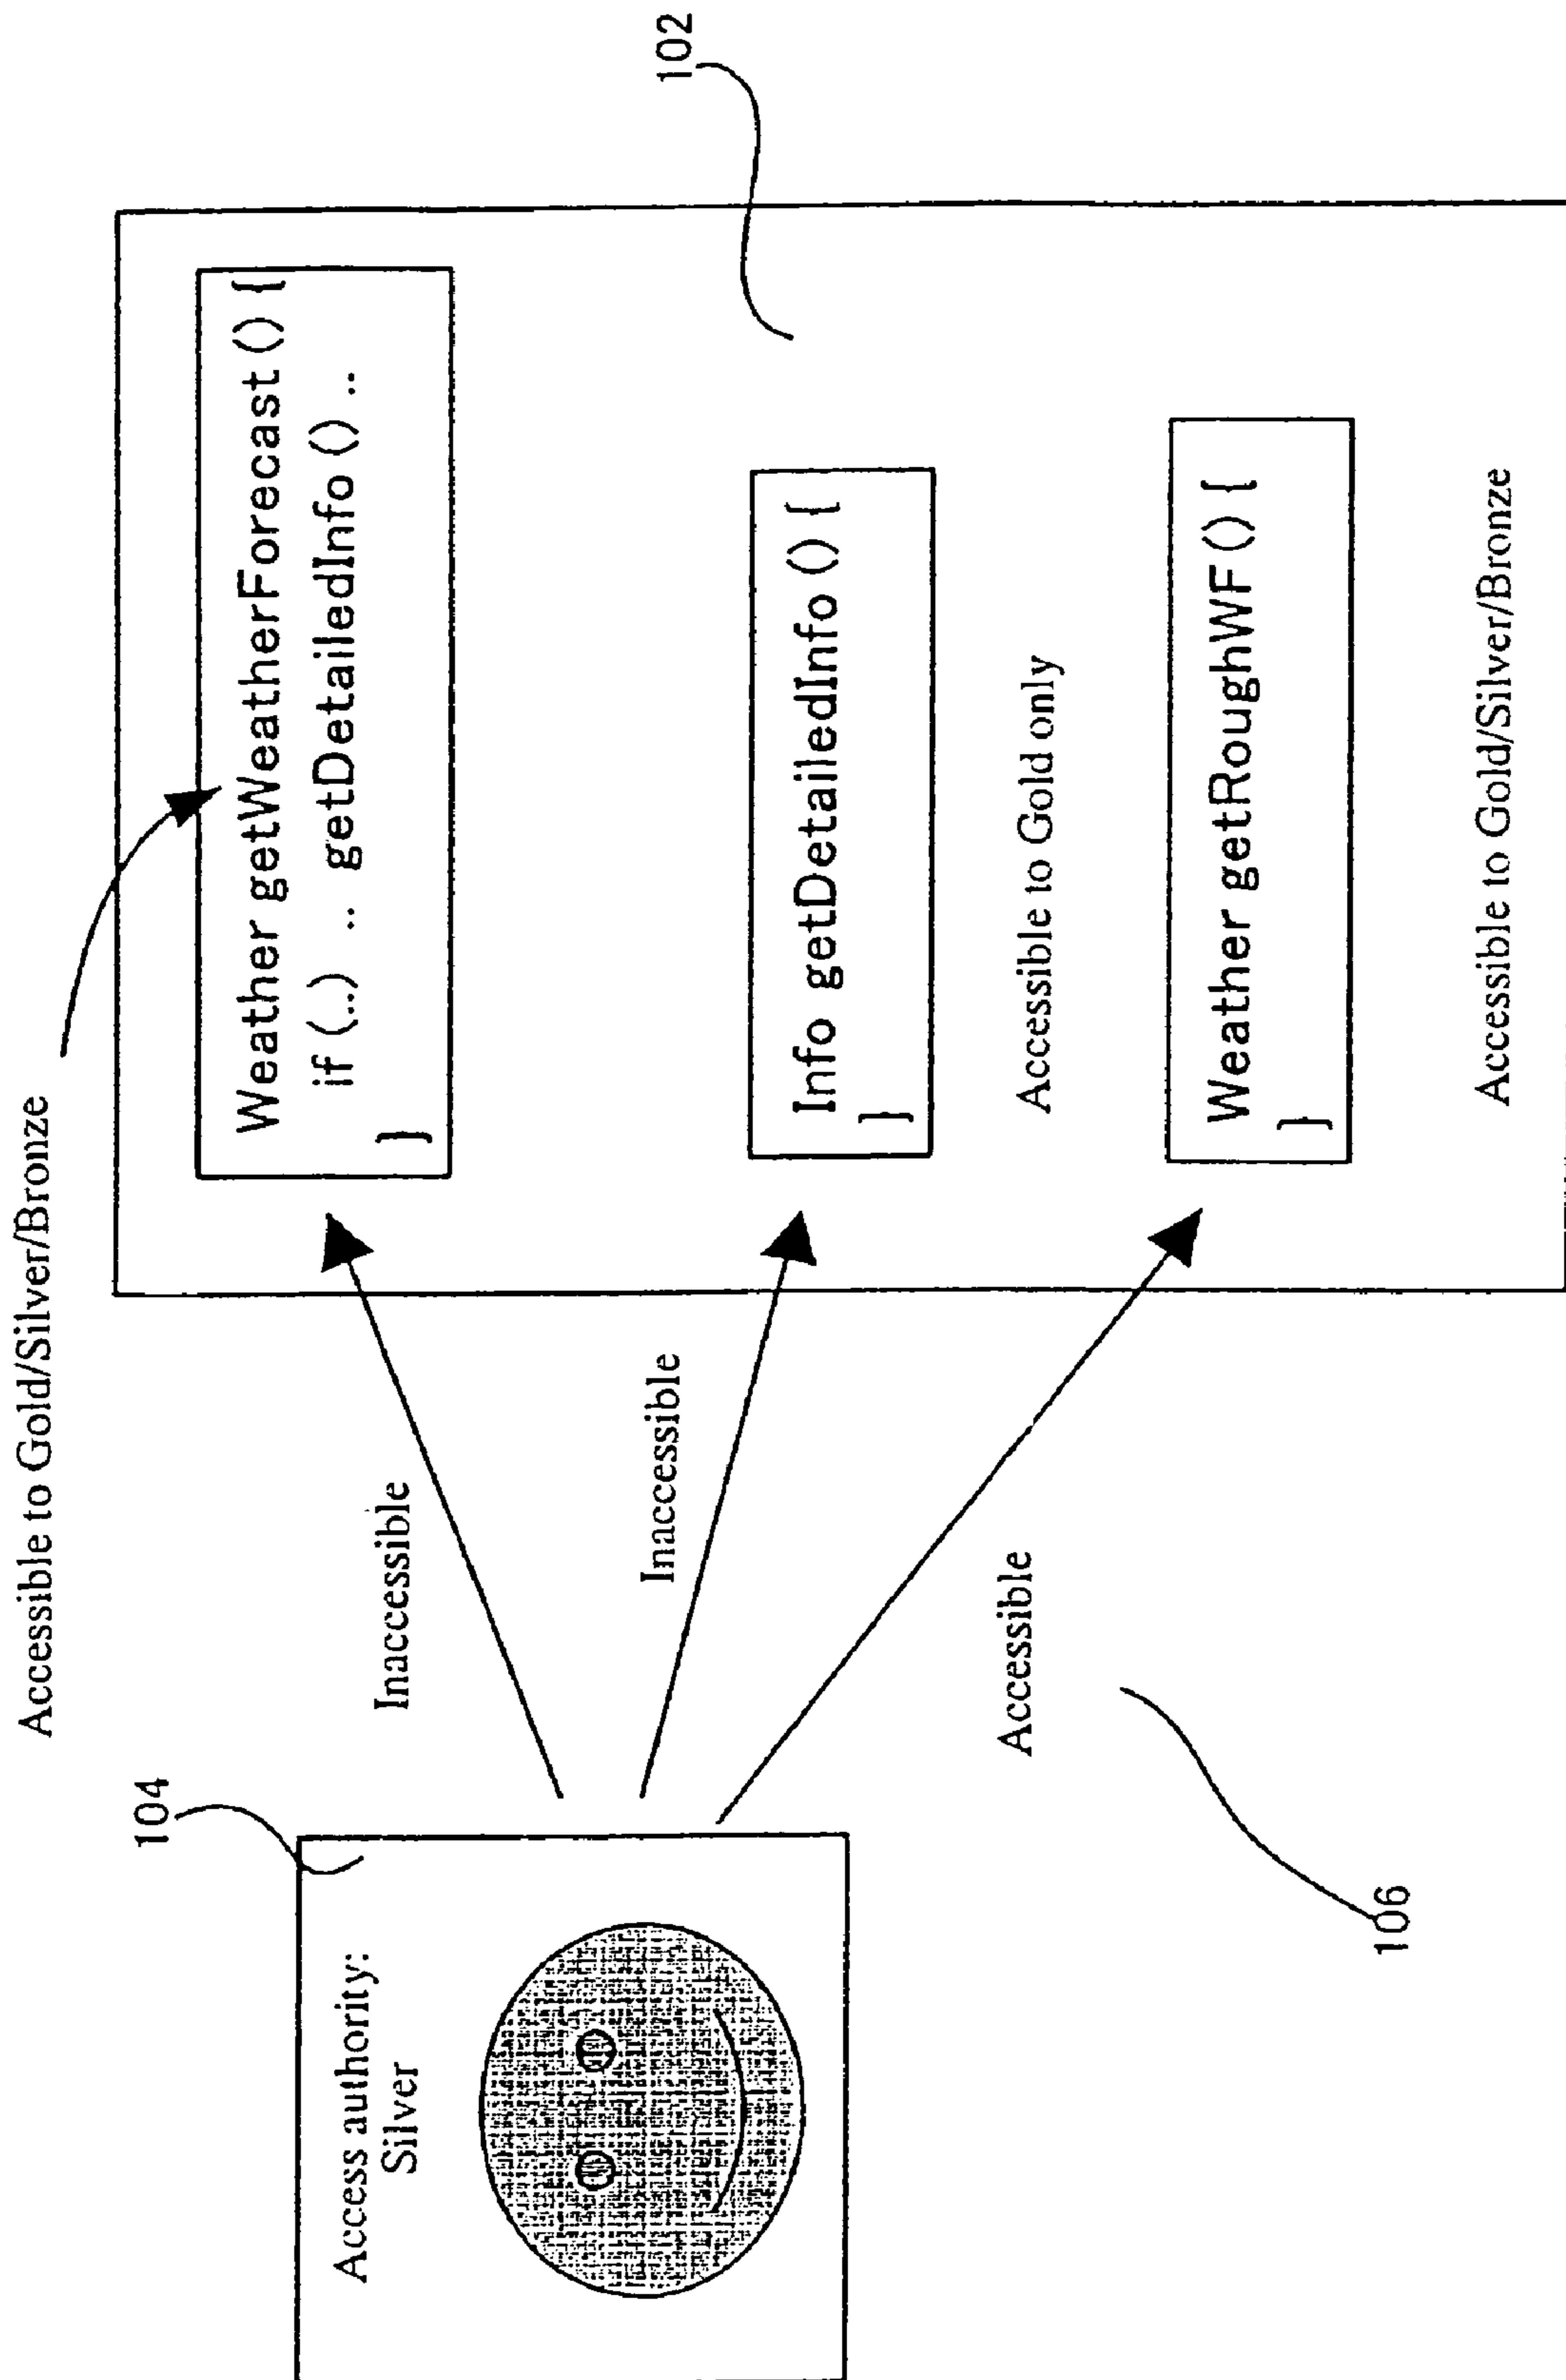 Accessible to Gold/Silver/Bronze
104
Access authority:
Silver
Inaccessible
Inaccessible
Accessible
106
Weather getWeatherForecast () {
if (..) .. getDetailedInfo () ..
}
102
Info getDetailedInfo () {
}
Accessible to Gold only
Weather getRoughWF () {
}
Accessible to Gold/Silver/Bronze